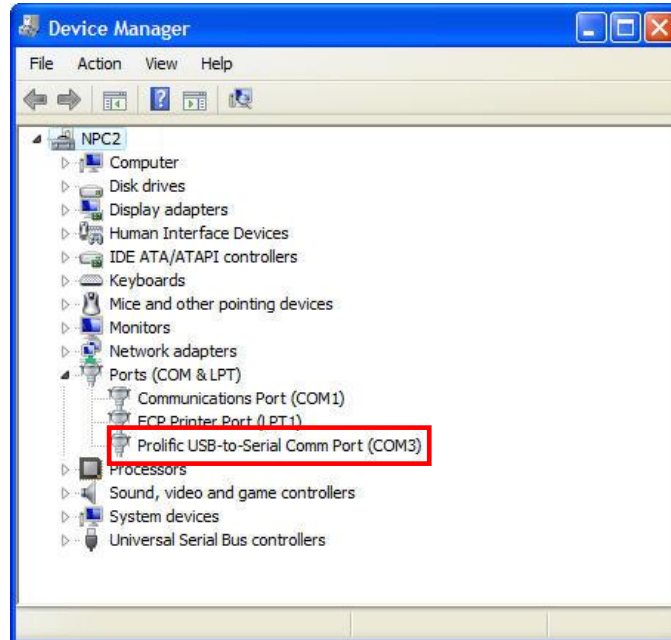 Device Manager
File Action View Help
NPC2
Computer
Disk drives
Display adapters
Human Interface Devices
IDE ATA/ATAPI controllers
Keyboards
Mice and other pointing devices
Monitors
Network adapters
Ports (COM & LPT)
Communications Port (COM1)
ECP Printer Port (LPT1)
Prolific USB-to-Serial Comm Port (COM3)
Processors
Sound, video and game controllers
System devices
Universal Serial Bus controllers